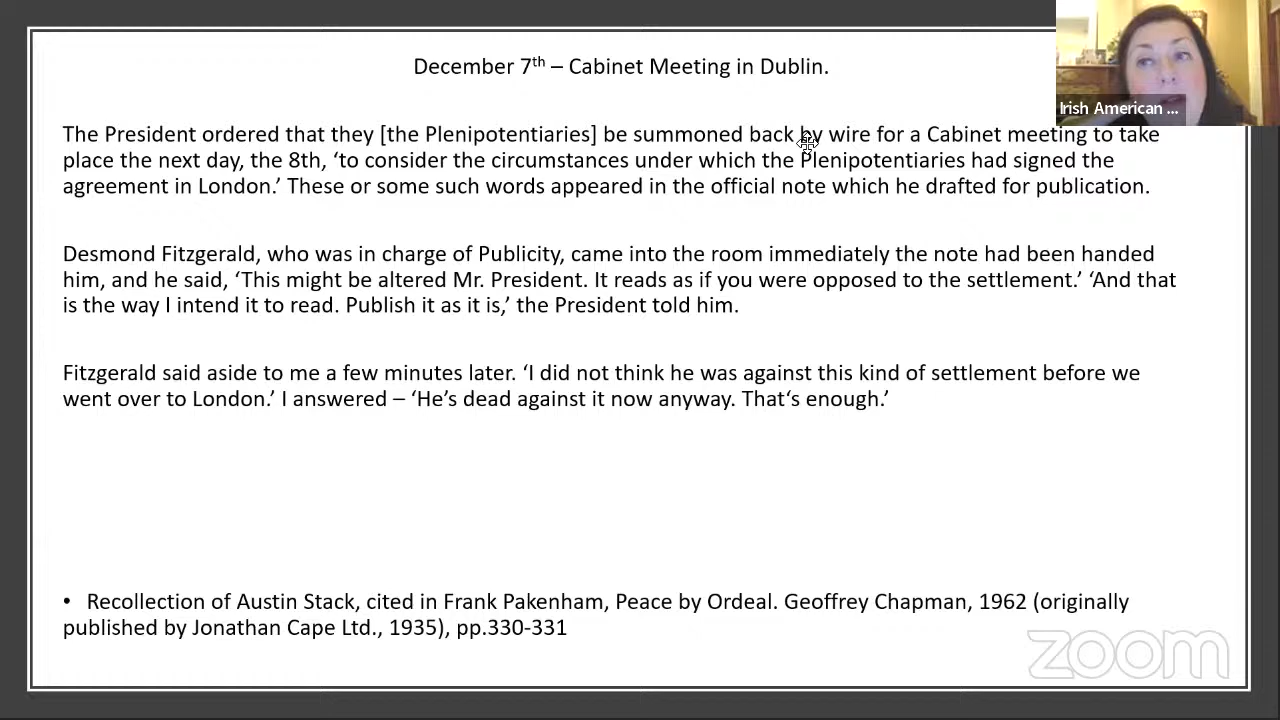 December 7th – Cabinet Meeting in Dublin.
Irish American ...
The President ordered that they [the Plenipotentiaries] be summoned back by wire for a Cabinet meeting to take
place the next day, the 8th, ‘to consider the circumstances under which the Plenipotentiaries had signed the
agreement in London.’ These or some such words appeared in the official note which he drafted for publication.
Desmond Fitzgerald, who was in charge of Publicity, came into the room immediately the note had been handed
him, and he said, ‘This might be altered Mr. President. It reads as if you were opposed to the settlement.’ ‘And that
is the way I intend it to read. Publish it as it is,’ the President told him.
Fitzgerald said aside to me a few minutes later. ‘I did not think he was against this kind of settlement before we
went over to London.’ I answered – ‘He’s dead against it now anyway. That‘s enough.’
• Recollection of Austin Stack, cited in Frank Pakenham, Peace by Ordeal. Geoffrey Chapman, 1962 (originally
published by Jonathan Cape Ltd., 1935), pp.330-331
zoom